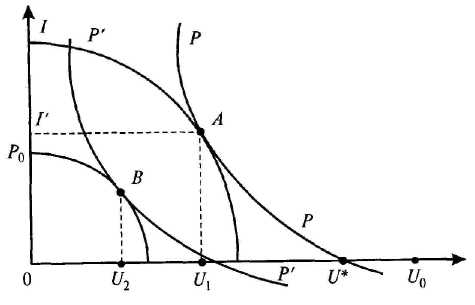 I P' P
I' A
P₀
B
P
0 U₂ U₁ P' U* U₀